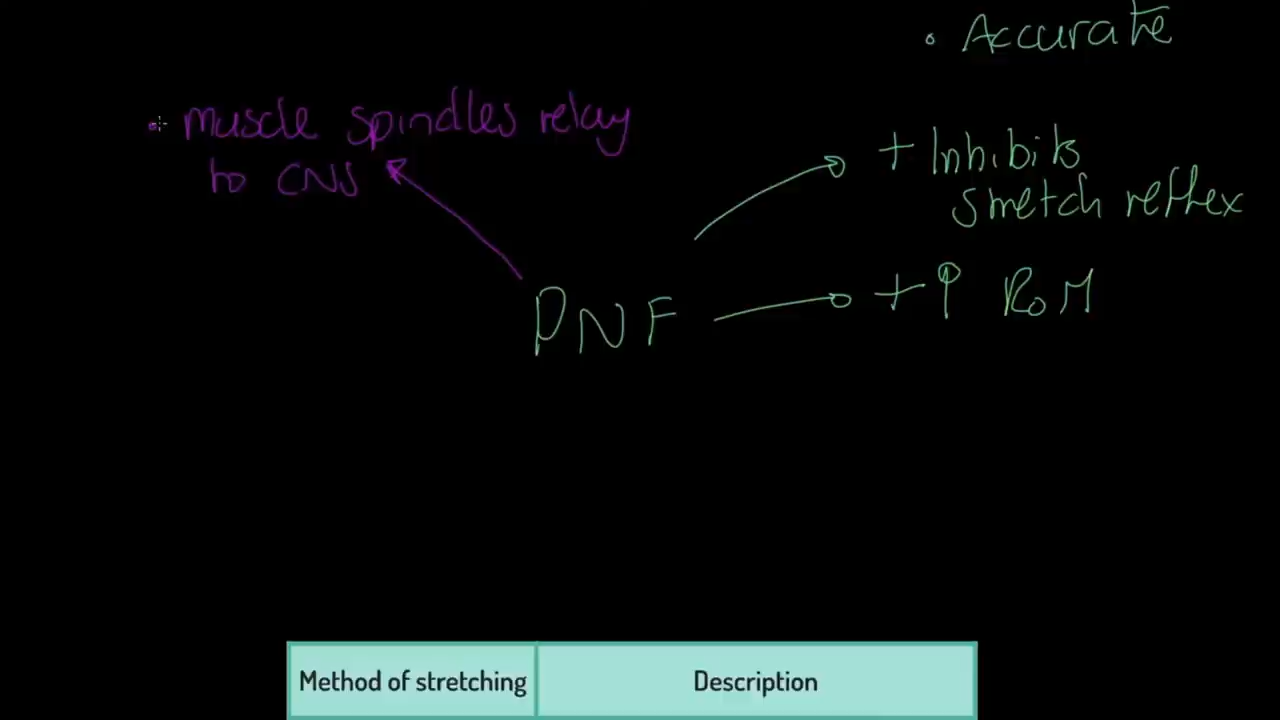 • Accurate
• muscle spindles relay
to CNS
+ Inhibits
stretch reflex
PNF
+ ↑ RoM
Method of stretching
Description